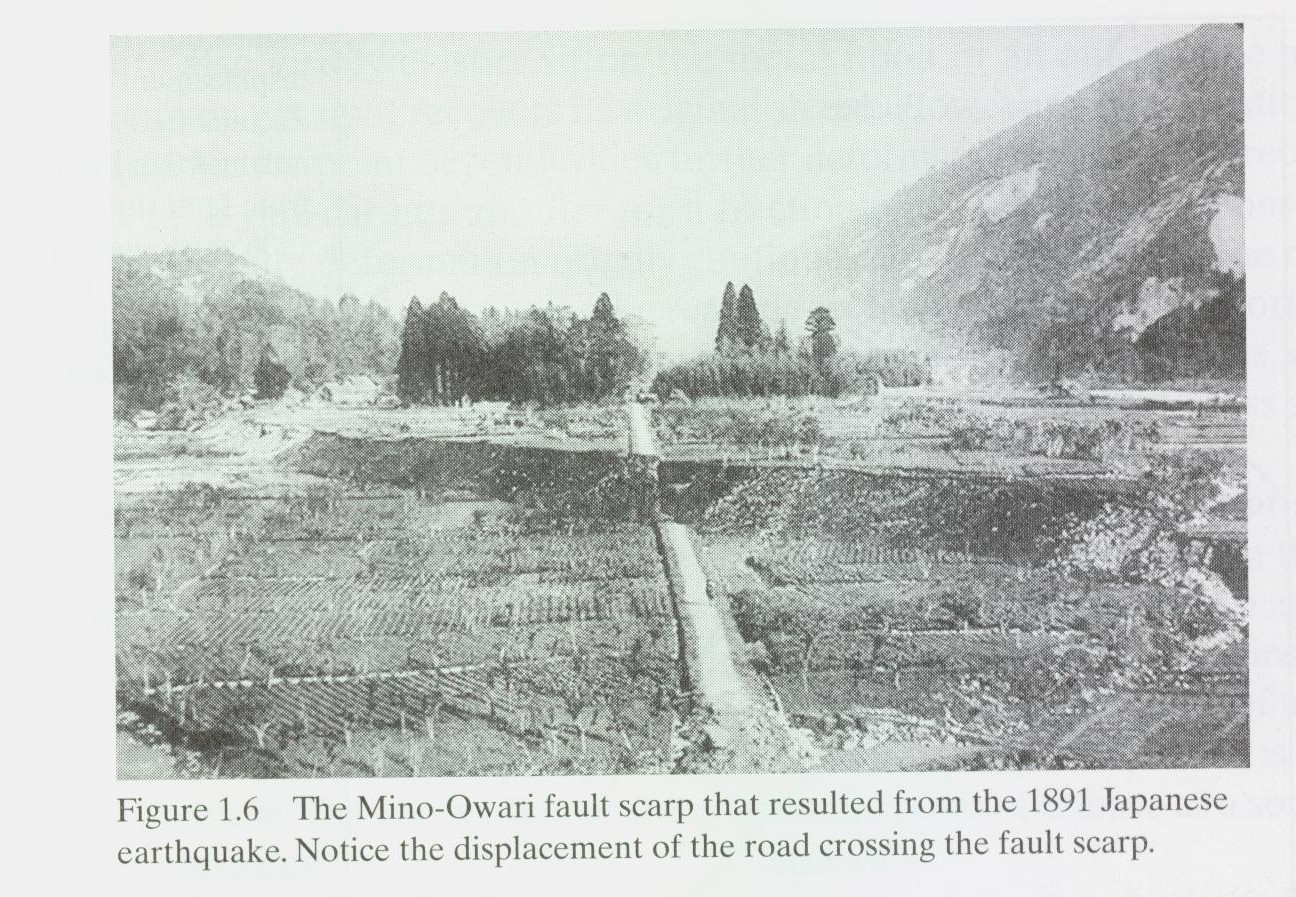 Figure 1.6 The Mino-Owari fault scarp that resulted from the 1891 Japanese
earthquake. Notice the displacement of the road crossing the fault scarp.